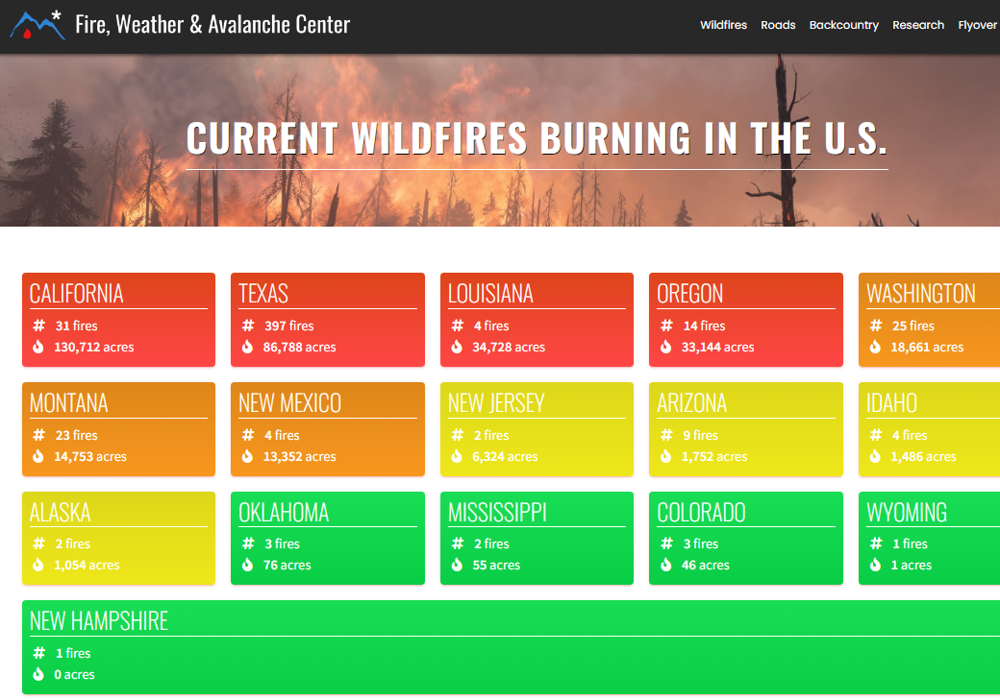 Fire, Weather & Avalanche Center
Wildfires Roads Backcountry Research Flyover
CURRENT WILDFIRES BURNING IN THE U.S.
CALIFORNIA
# 31 fires
130,712 acres
TEXAS
# 397 fires
86,788 acres
LOUISIANA
# 4 fires
34,728 acres
OREGON
# 14 fires
33,144 acres
WASHINGTON
# 25 fires
18,661 acres
MONTANA
# 23 fires
14,753 acres
NEW MEXICO
# 4 fires
13,352 acres
NEW JERSEY
# 2 fires
6,324 acres
ARIZONA
# 9 fires
1,752 acres
IDAHO
# 4 fires
1,486 acres
ALASKA
# 2 fires
1,054 acres
OKLAHOMA
# 3 fires
76 acres
MISSISSIPPI
# 2 fires
55 acres
COLORADO
# 3 fires
46 acres
WYOMING
# 1 fires
1 acres
NEW HAMPSHIRE
# 1 fires
0 acres